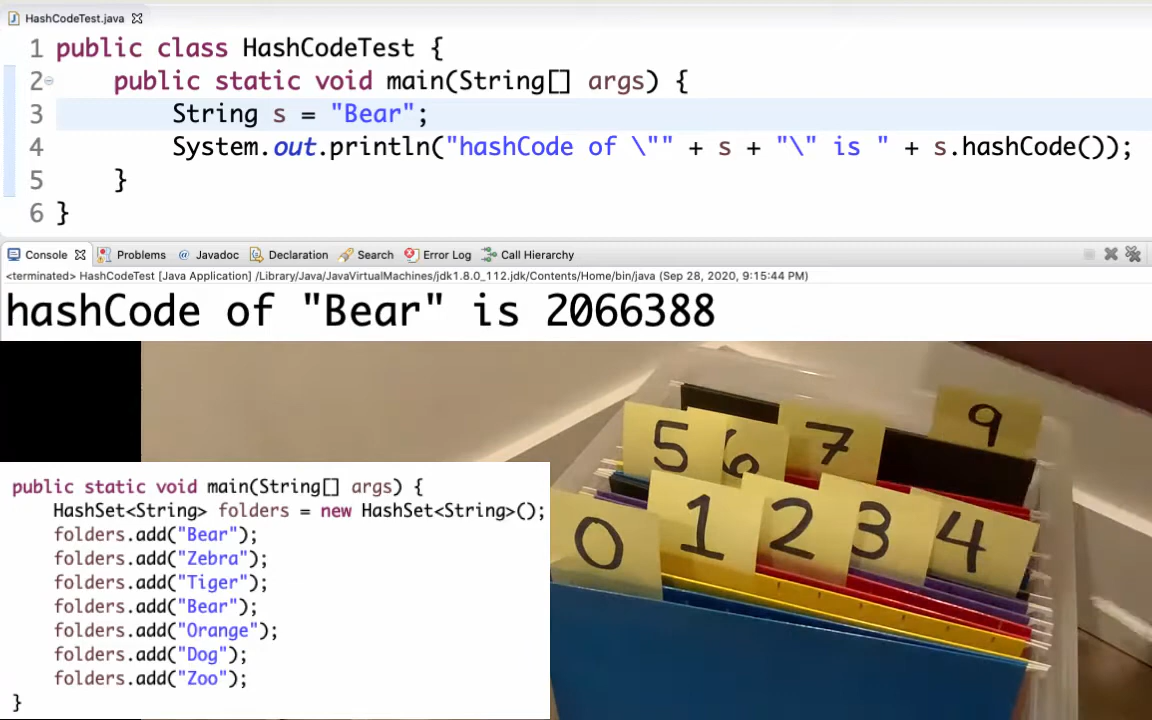 HashCodeTest.java
1 public class HashCodeTest {
2 public static void main(String[] args) {
3 String s = "Bear";
4 System.out.println("hashCode of \"" + s + "\" is " + s.hashCode());
5 }
6 }
Console Problems @ Javadoc Declaration Search Error Log Call Hierarchy
<terminated> HashCodeTest [Java Application] /Library/Java/JavaVirtualMachines/jdk1.8.0_112.jdk/Contents/Home/bin/java (Sep 28, 2020, 9:15:44 PM)
hashCode of "Bear" is 2066388
5 6 7 9
0 1 2 3 4
public static void main(String[] args) {
HashSet<String> folders = new HashSet<String>();
folders.add("Bear");
folders.add("Zebra");
folders.add("Tiger");
folders.add("Bear");
folders.add("Orange");
folders.add("Dog");
folders.add("Zoo");
}